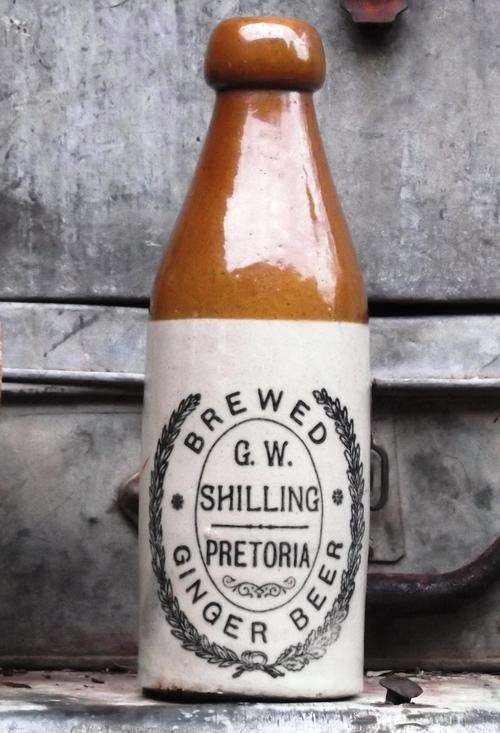 BREWED
G. W.
SHILLING
PRETORIA
GINGER BEER